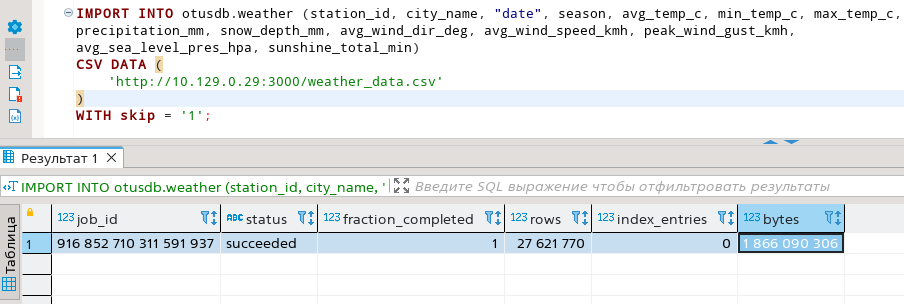 IMPORT INTO otusdb.weather (station_id, city_name, "date", season, avg_temp_c, min_temp_c, max_temp_c,
precipitation_mm, snow_depth_mm, avg_wind_dir_deg, avg_wind_speed_kmh, peak_wind_gust_kmh,
avg_sea_level_pres_hpa, sunshine_total_min)
CSV DATA (
'http://10.129.0.29:3000/weather_data.csv'
)
WITH skip = '1';
Результат 1
IMPORT INTO otusdb.weather (station_id, city_name, ' Введите SQL выражение чтобы отфильтровать результаты
Таблица
123 job_id ABC status 123 fraction_completed 123 rows 123 index_entries 123 bytes
1 916 852 710 311 591 937 succeeded 1 27 621 770 0 1 866 090 306